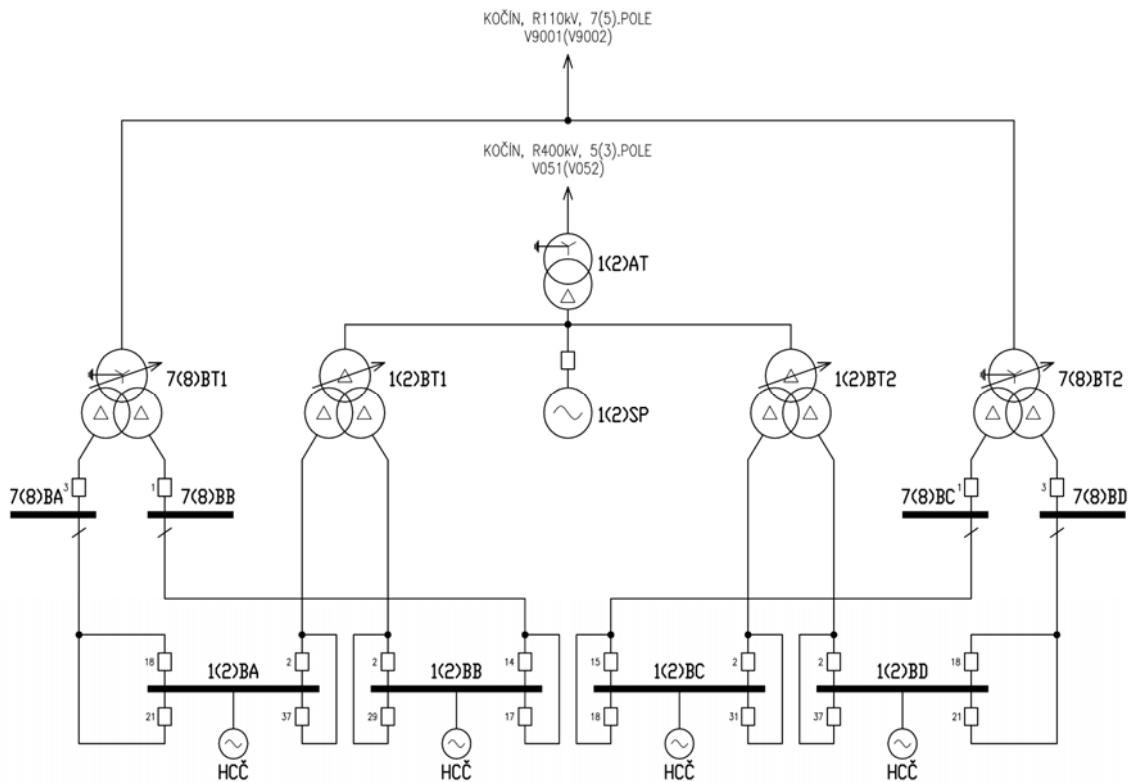 KOČÍN, R110kV, 7(5).POLE
V9001(V9002)
KOČÍN, R400kV, 5(3).POLE
V051(V052)
1(2)AT
7(8)BT1
1(2)BT1
1(2)BT2
7(8)BT2
1(2)SP
7(8)BA
3
1
7(8)BB
7(8)BC
1
3
7(8)BD
18
1(2)BA
2
2
1(2)BB
14
15
1(2)BC
2
2
1(2)BD
18
21
37
29
17
18
31
37
21
HCČ
HCČ
HCČ
HCČ